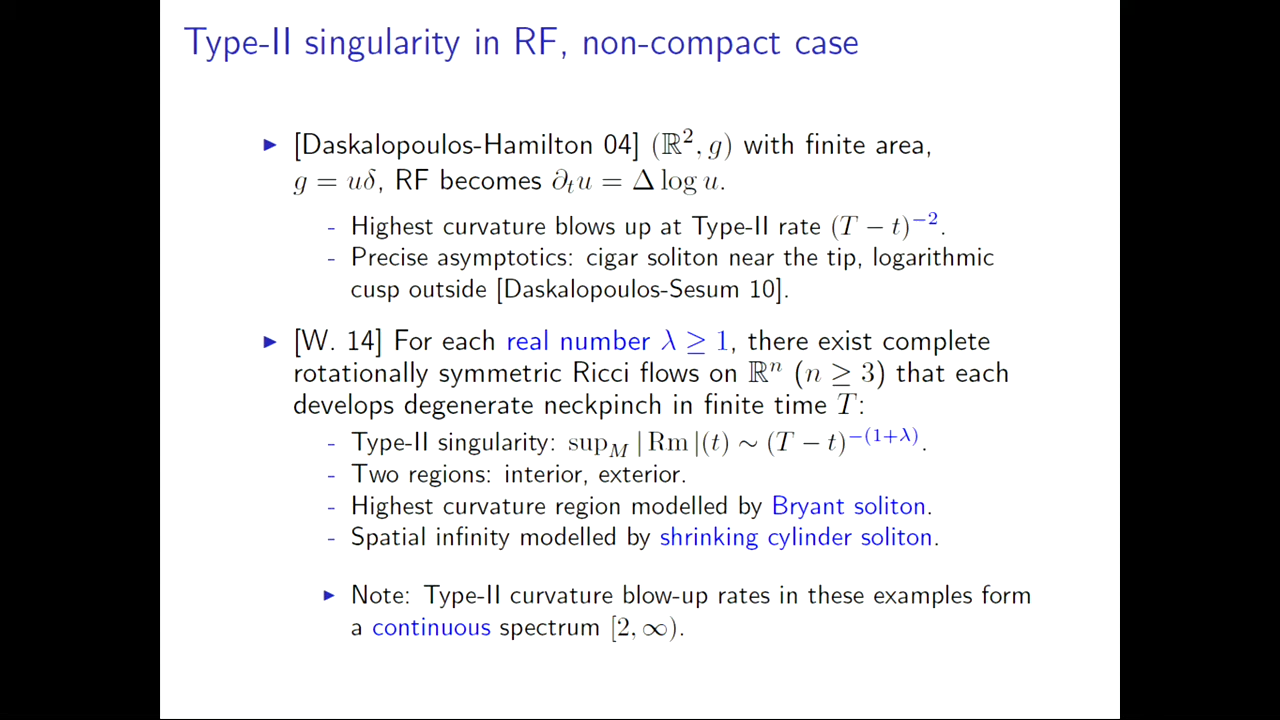 Type-II singularity in RF, non-compact case
▶ [Daskalopoulos-Hamilton 04] (ℝ², g) with finite area,
g = uδ, RF becomes ∂ₜu = Δ log u.
- Highest curvature blows up at Type-II rate (T − t)⁻².
- Precise asymptotics: cigar soliton near the tip, logarithmic
cusp outside [Daskalopoulos-Sesum 10].
▶ [W. 14] For each real number λ ≥ 1, there exist complete
rotationally symmetric Ricci flows on ℝⁿ (n ≥ 3) that each
develops degenerate neckpinch in finite time T:
- Type-II singularity: sup_M | Rm |(t) ∼ (T − t)^{−(1+λ)}.
- Two regions: interior, exterior.
- Highest curvature region modelled by Bryant soliton.
- Spatial infinity modelled by shrinking cylinder soliton.
▶ Note: Type-II curvature blow-up rates in these examples form
a continuous spectrum [2, ∞).